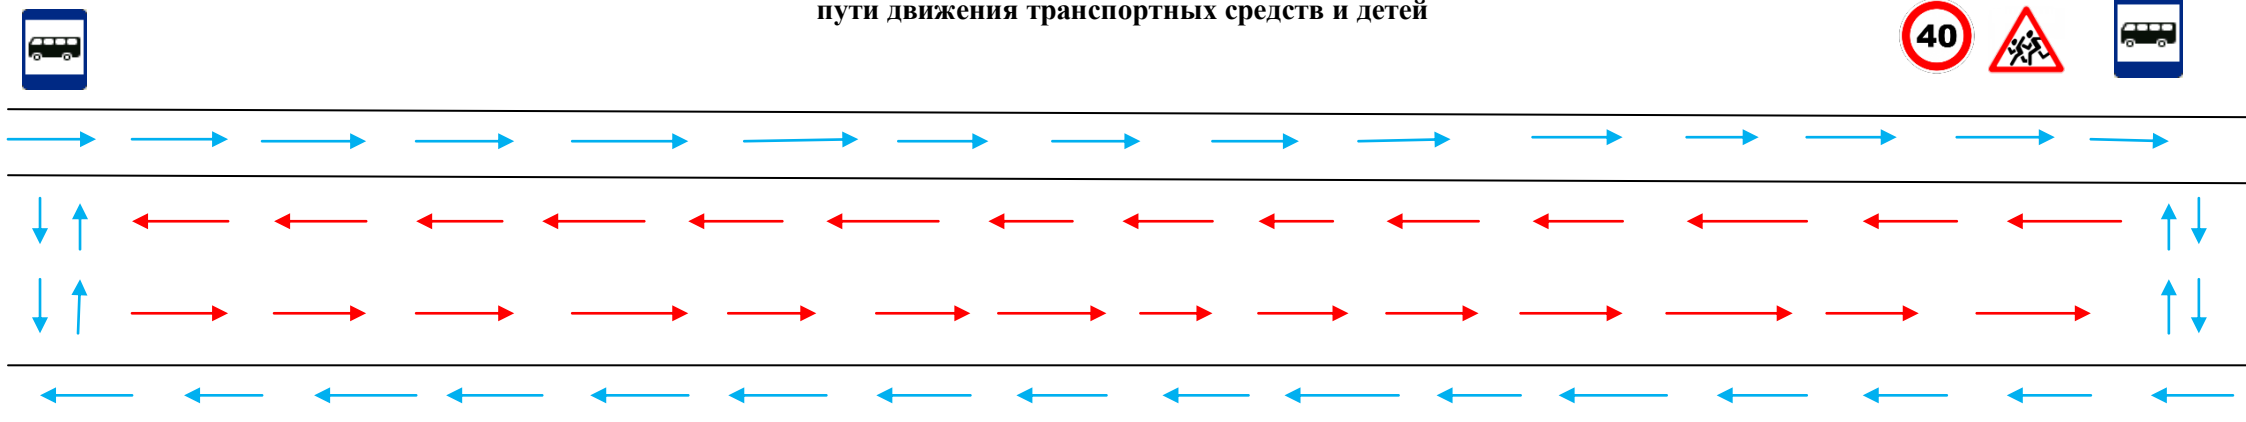 пути движения транспортных средств и детей
40